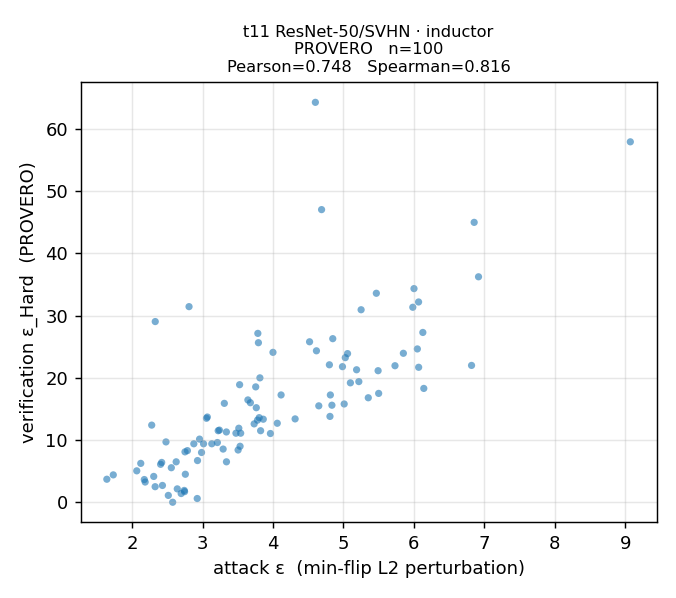 t11 ResNet-50/SVHN · inductor
PROVERO   n=100
Pearson=0.748   Spearman=0.816
verification ε_Hard  (PROVERO)
60
50
40
30
20
10
0
2 3 4 5 6 7 8 9
attack ε  (min-flip L2 perturbation)